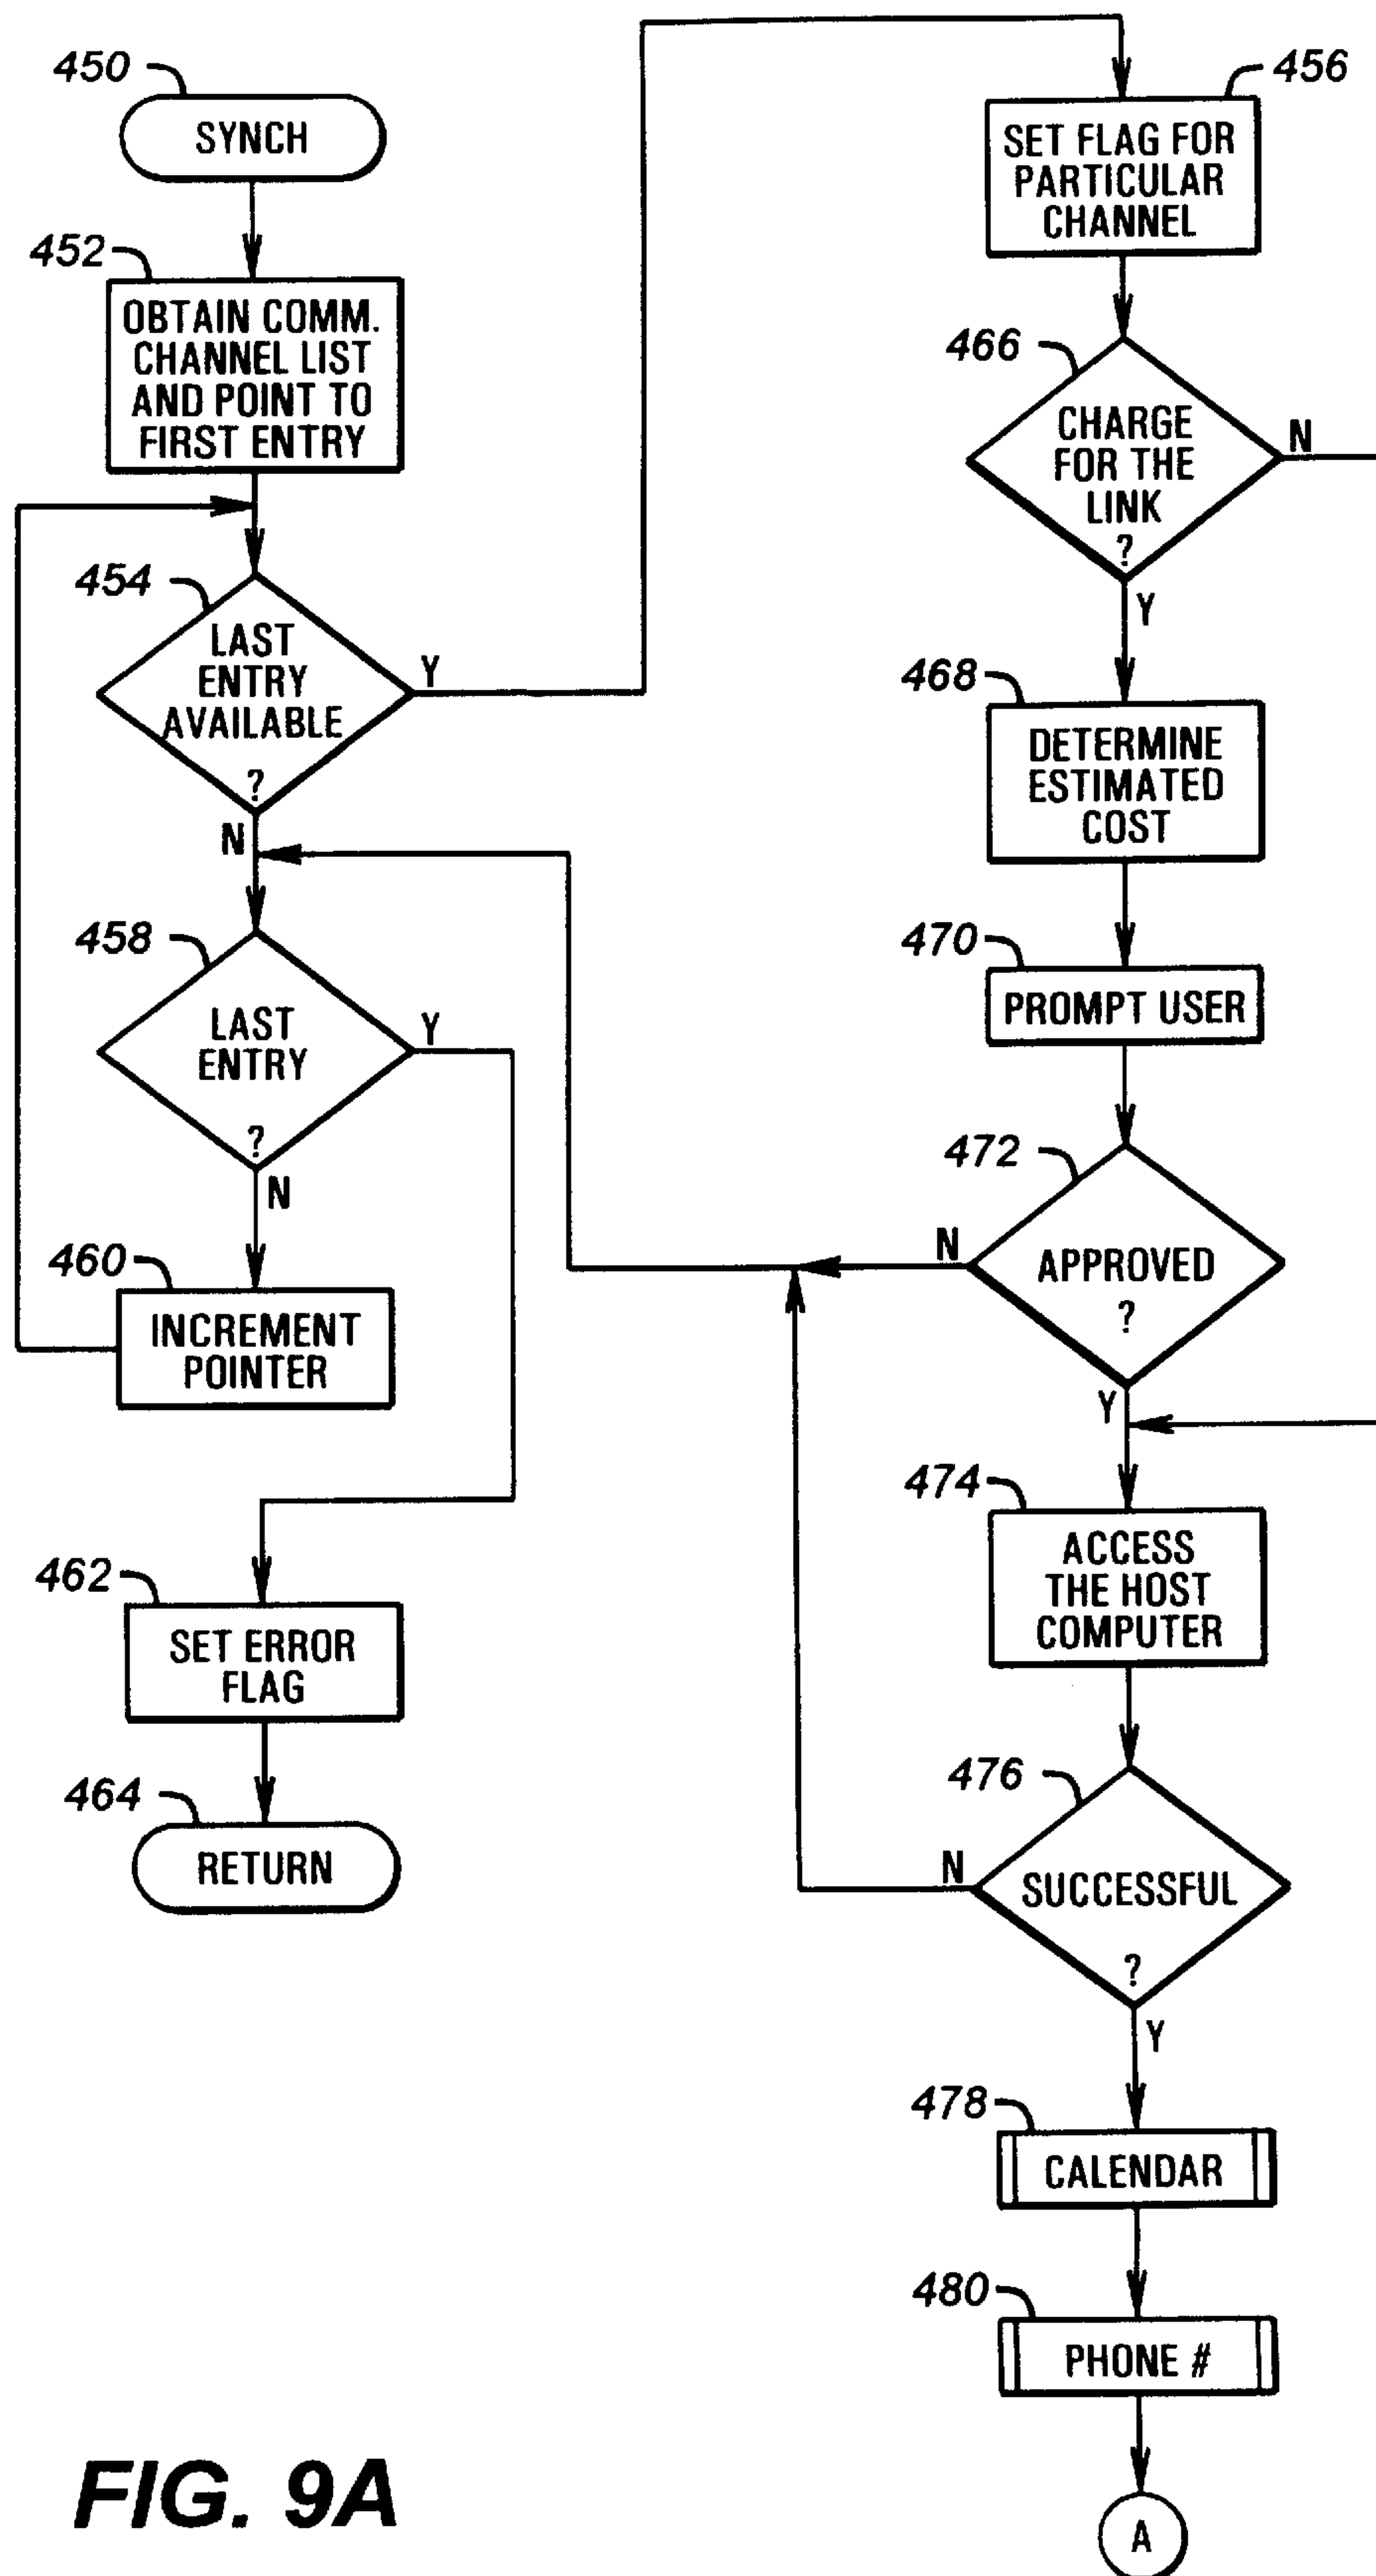 450
SYNCH
452
OBTAIN COMM.
CHANNEL LIST
AND POINT TO
FIRST ENTRY
454
LAST
ENTRY
AVAILABLE
?
Y
N
458
LAST
ENTRY
?
Y
N
460
INCREMENT
POINTER
462
SET ERROR
FLAG
464
RETURN
456
SET FLAG FOR
PARTICULAR
CHANNEL
466
CHARGE
FOR THE
LINK
?
N
Y
468
DETERMINE
ESTIMATED
COST
470
PROMPT USER
472
APPROVED
?
N
Y
474
ACCESS
THE HOST
COMPUTER
476
SUCCESSFUL
?
N
Y
478
CALENDAR
480
PHONE #
A
FIG. 9A